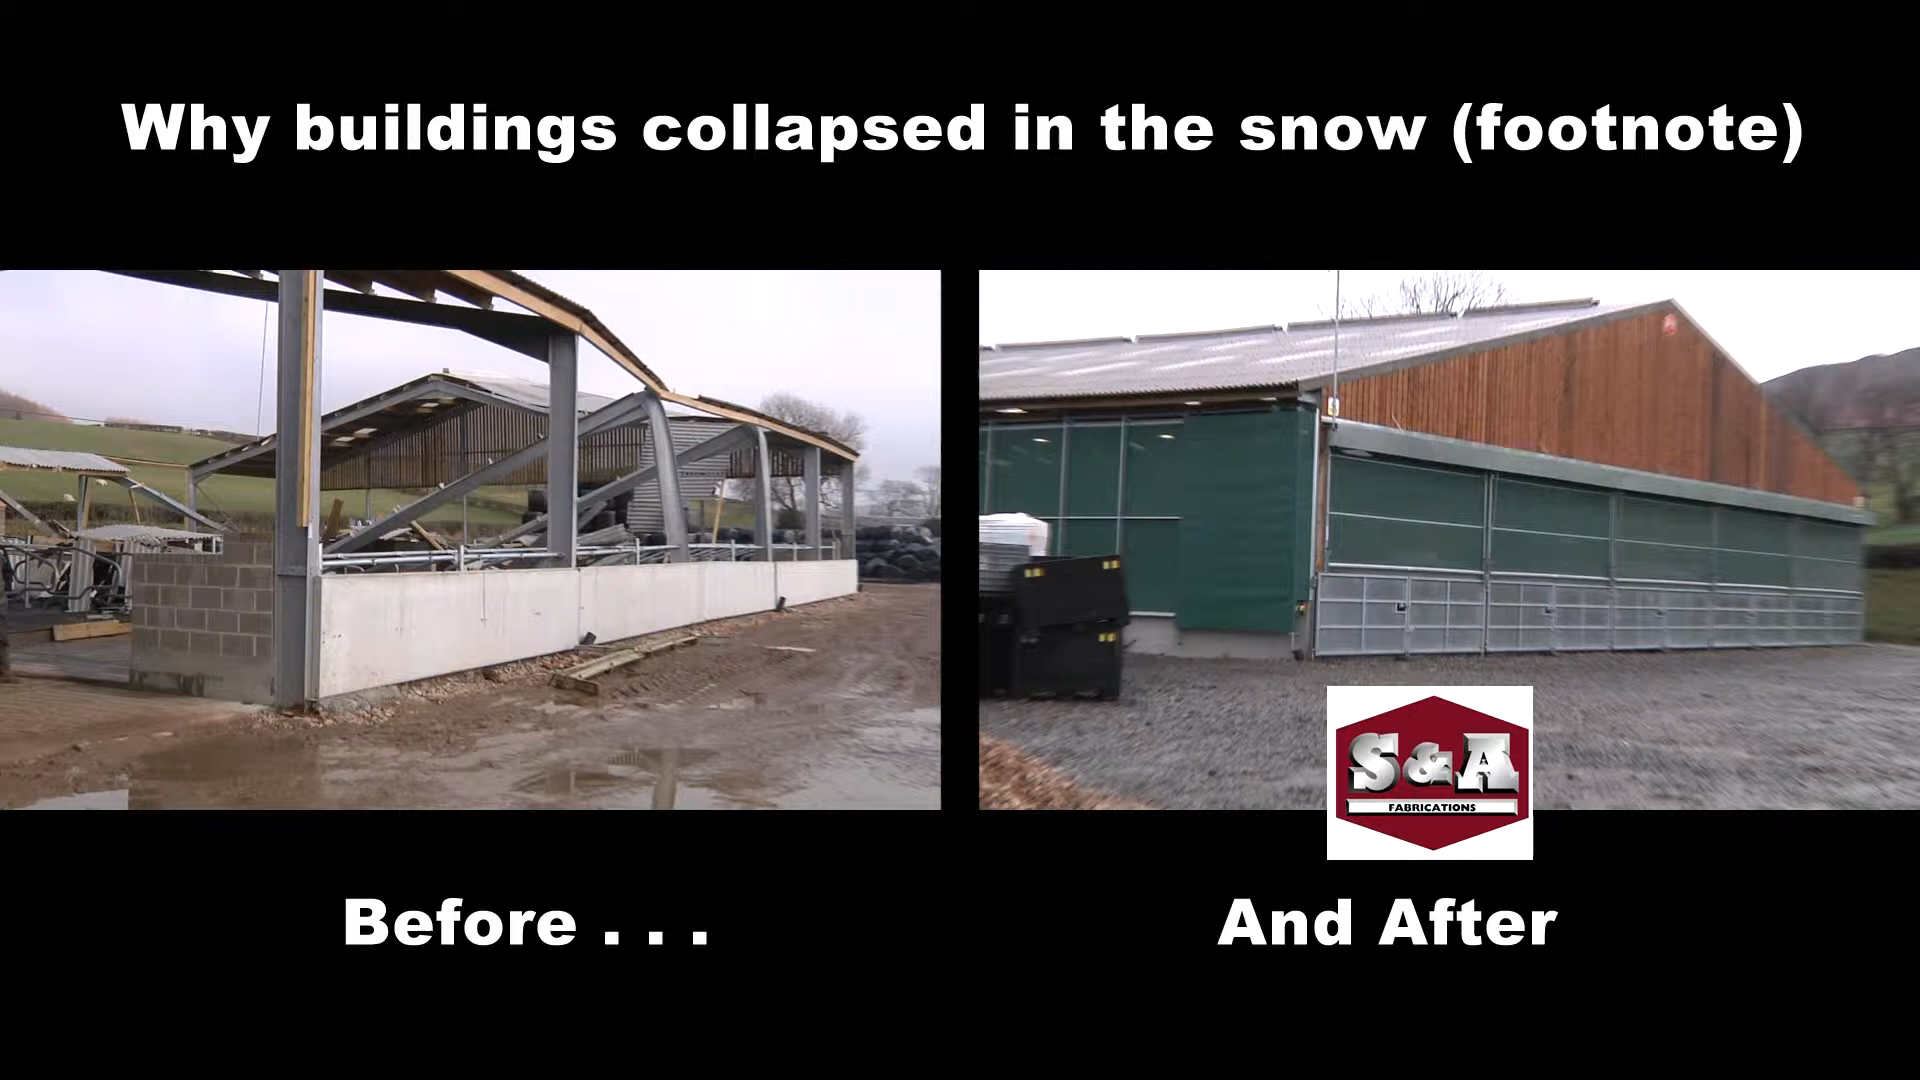 Why buildings collapsed in the snow (footnote)
S & A
FABRICATIONS
Before . . .
And After